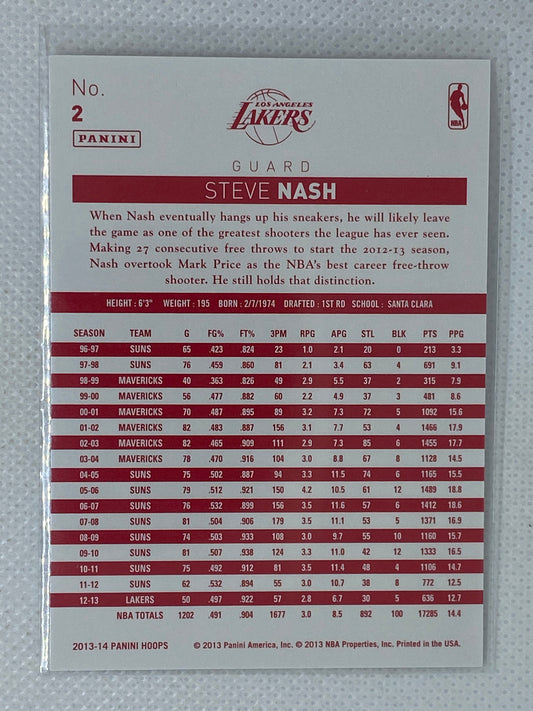 No.
2
PANINI
LOS ANGELES
LAKERS
NBA
GUARD
STEVE NASH
When Nash eventually hangs up his sneakers, he will likely leave
the game as one of the greatest shooters the league has ever seen.
Making 27 consecutive free throws to start the 2012-13 season,
Nash overtook Mark Price as the NBA's best career free-throw
shooter. He still holds that distinction.
HEIGHT : 6'3" WEIGHT : 195 BORN : 2/7/1974 DRAFTED : 1ST RD SCHOOL : SANTA CLARA
SEASON TEAM G FG% FT% 3PM RPG APG STL BLK PTS PPG
96-97 SUNS 65 .423 .824 23 1.0 2.1 20 0 213 3.3
97-98 SUNS 76 .459 .860 81 2.1 3.4 63 4 691 9.1
98-99 MAVERICKS 40 .363 .826 49 2.9 5.5 37 2 315 7.9
99-00 MAVERICKS 56 .477 .882 60 2.2 4.9 37 3 481 8.6
00-01 MAVERICKS 70 .487 .895 89 3.2 7.3 72 5 1092 15.6
01-02 MAVERICKS 82 .483 .887 156 3.1 7.7 53 4 1466 17.9
02-03 MAVERICKS 82 .465 .909 111 2.9 7.3 85 6 1455 17.7
03-04 MAVERICKS 78 .470 .916 104 3.0 8.8 67 8 1128 14.5
04-05 SUNS 75 .502 .887 94 3.3 11.5 74 6 1165 15.5
05-06 SUNS 79 .512 .921 150 4.2 10.5 61 12 1489 18.8
06-07 SUNS 76 .532 .899 156 3.5 11.6 57 6 1412 18.6
07-08 SUNS 81 .504 .906 179 3.5 11.1 53 5 1371 16.9
08-09 SUNS 74 .503 .933 108 3.0 9.7 55 10 1160 15.7
09-10 SUNS 81 .507 .938 124 3.3 11.0 42 12 1333 16.5
10-11 SUNS 75 .492 .912 81 3.5 11.4 48 4 1106 14.7
11-12 SUNS 62 .532 .894 55 3.0 10.7 38 8 772 12.5
12-13 LAKERS 50 .497 .922 57 2.8 6.7 30 5 636 12.7
NBA TOTALS 1202 .491 .904 1677 3.0 8.5 892 100 17285 14.4
2013-14 PANINI HOOPS © 2013 Panini America, Inc. © 2013 NBA Properties, Inc. Printed in the USA.